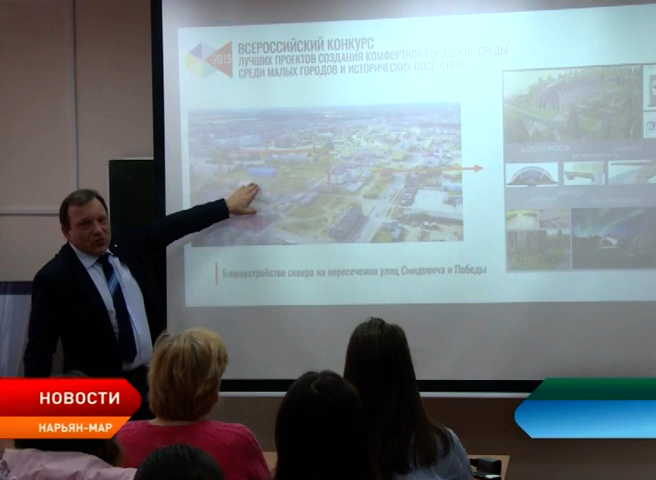 ВСЕРОССИЙСКИЙ КОНКУРС
ЛУЧШИХ ПРОЕКТОВ СОЗДАНИЯ КОМФОРТНОЙ ГОРОДСКОЙ СРЕДЫ
СРЕДИ МАЛЫХ ГОРОДОВ И ИСТОРИЧЕСКИХ ПОСЕЛЕНИЙ
2019
ДОСТУПНОСТЬ
Благоустройство сквера на пересечении улиц Смидовича и Победы
НОВОСТИ
НАРЬЯН-МАР